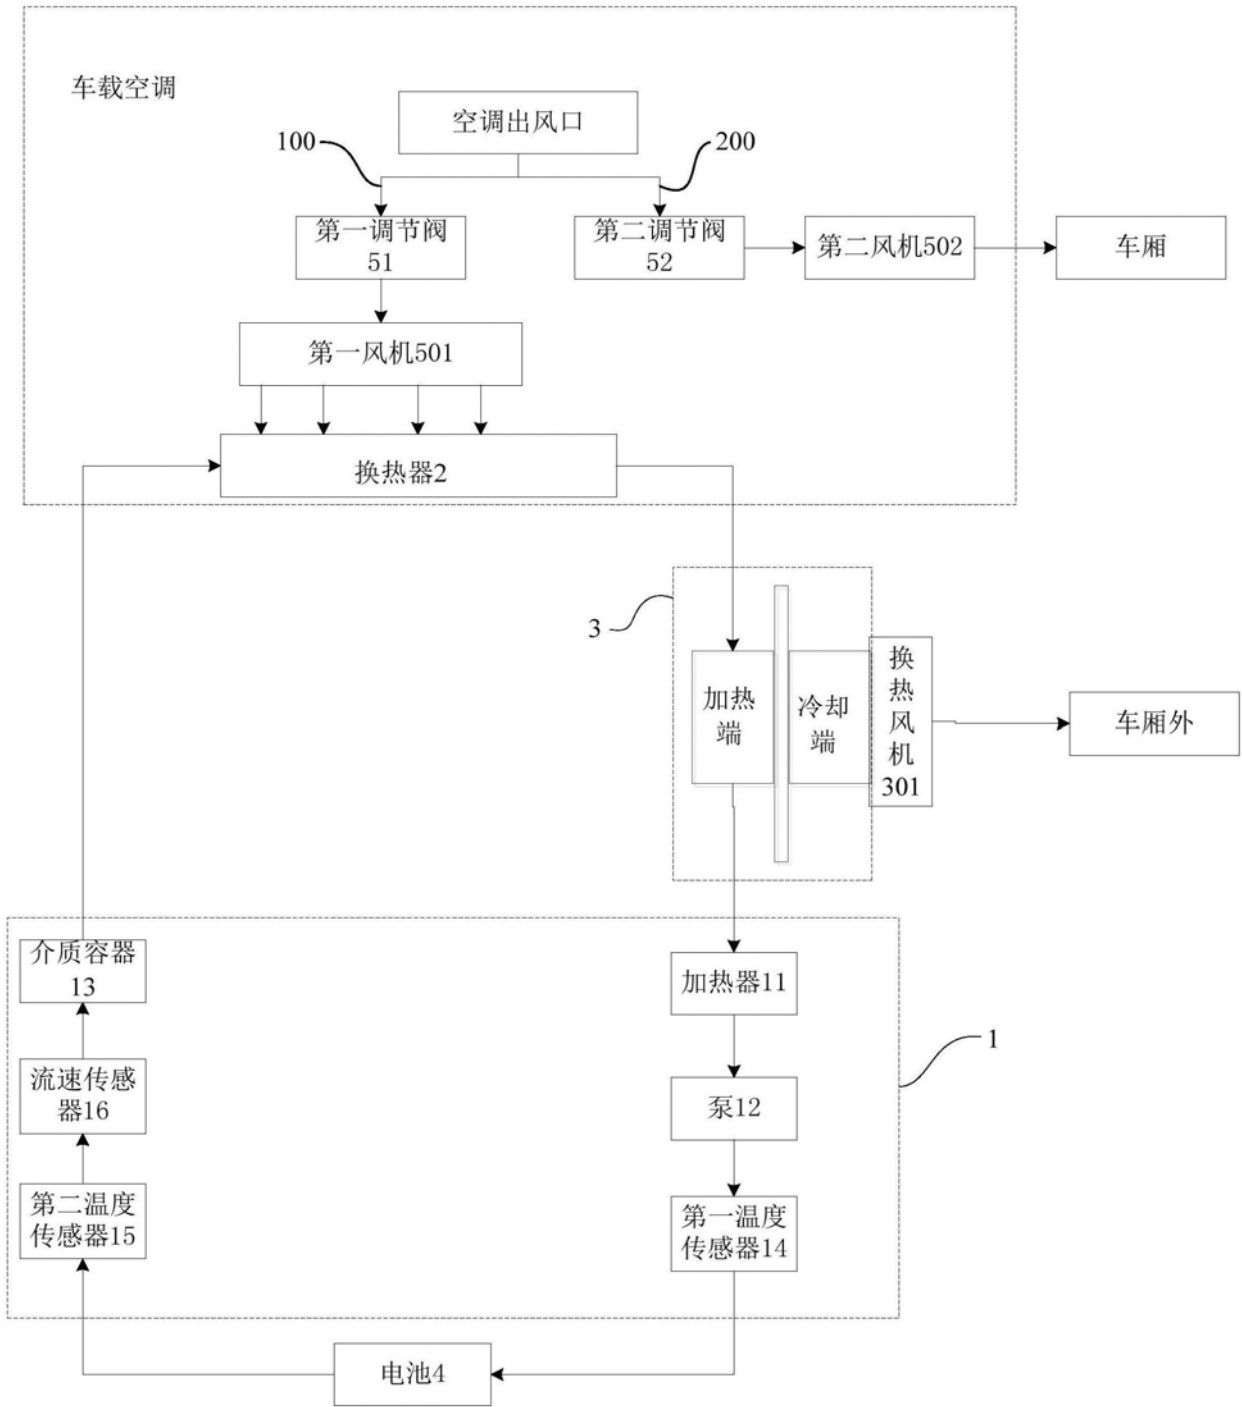 车载空调
空调出风口
100
200
第一调节阀
51
第二调节阀
52
第二风机502
车厢
第一风机501
换热器2
3
加热
端
冷却
端
换
热
风
机
301
车厢外
介质容器
13
加热器11
1
流速传感
器16
泵12
第二温度
传感器15
第一温度
传感器14
电池4